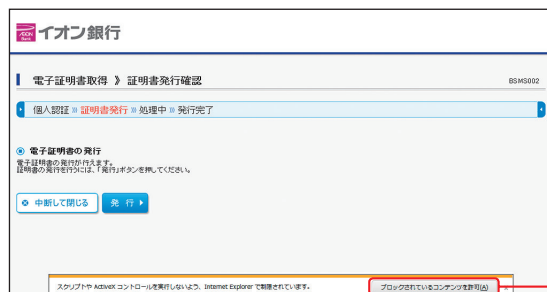 AEON Bank イオン銀行
電子証明書取得 》 証明書発行確認 BSMS002
個人認証 » 証明書発行 » 処理中 » 発行完了
電子証明書の発行
電子証明書の発行が行えます。
証明書の発行を行うには、「発行」ボタンを押してください。
中断して閉じる 発 行
スクリプトや ActiveX コントロールを実行しないよう、Internet Explorer で制限されています。 ブロックされているコンテンツを許可(A)